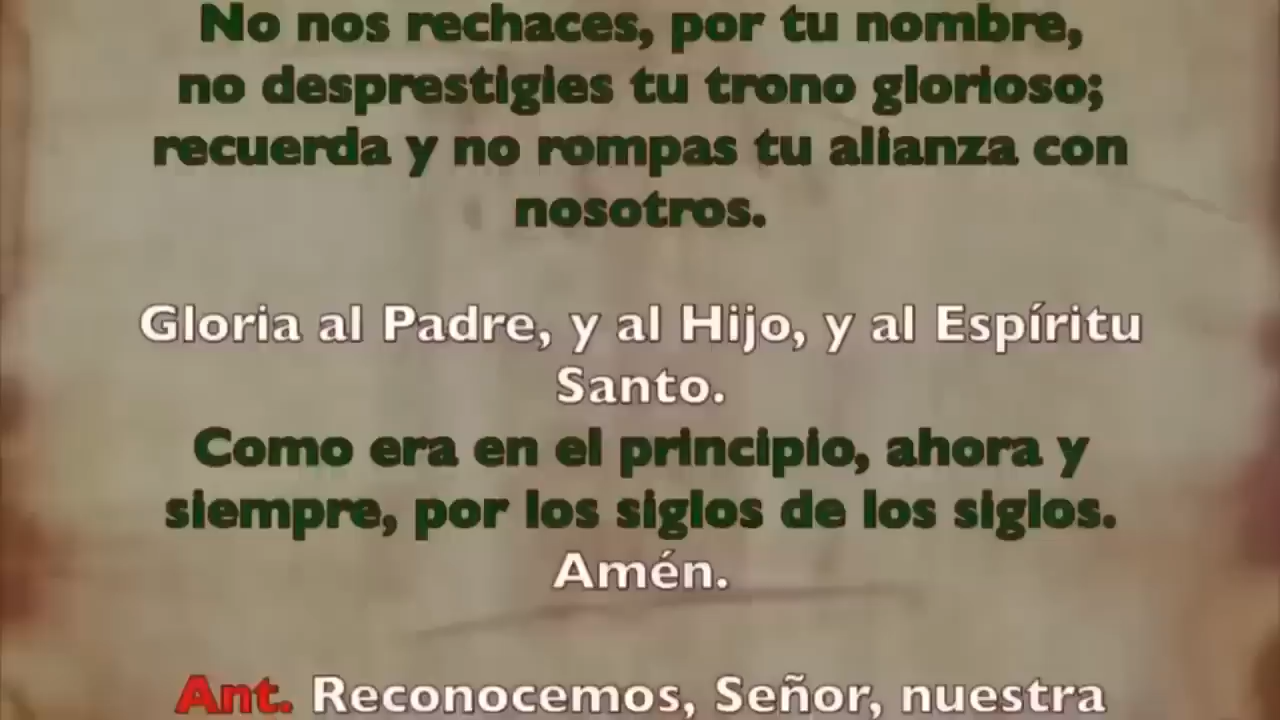 No nos rechaces, por tu nombre,
no desprestigies tu trono glorioso;
recuerda y no rompas tu alianza con
nosotros.
Gloria al Padre, y al Hijo, y al Espíritu
Santo.
Como era en el principio, ahora y
siempre, por los siglos de los siglos.
Amén.
Ant. Reconocemos, Señor, nuestra